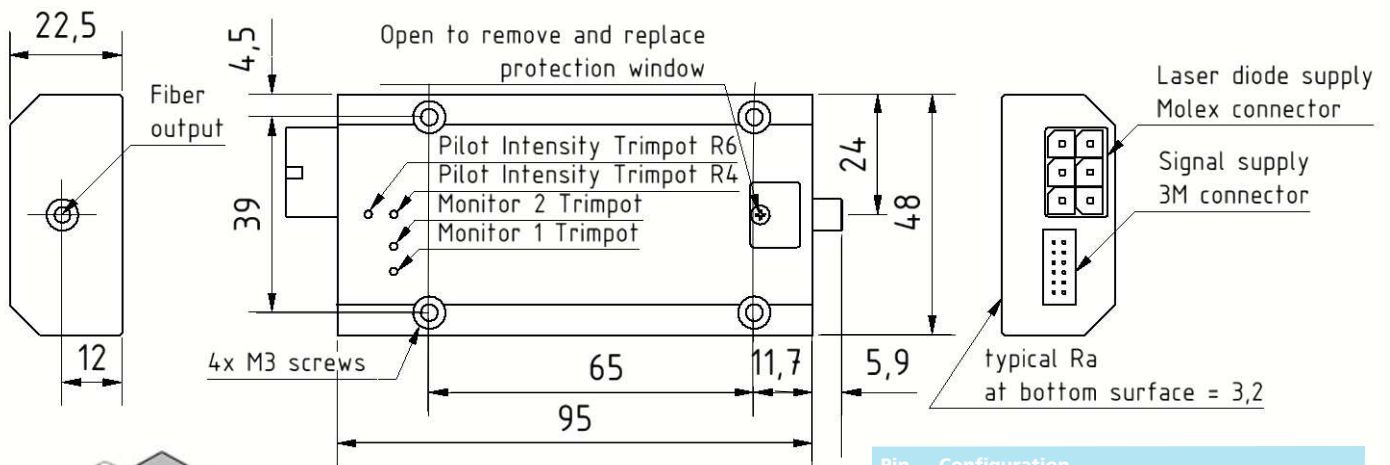 22,5
4,5
Open to remove and replace
protection window
Laser diode supply
Molex connector
Fiber
output
Pilot Intensity Trimpot R6
Pilot Intensity Trimpot R4
Monitor 2 Trimpot
Monitor 1 Trimpot
24
Signal supply
3M connector
39
48
12
4x M3 screws
65
11,7
5,9
typical Ra
at bottom surface = 3,2
95
Pin Configuration